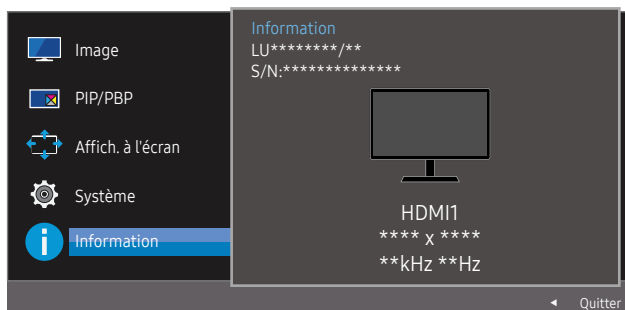 Image
PIP/PBP
Affich. à l'écran
Système
Information
Information
LU********/**
S/N:**************
HDMI1
**** x ****
**kHz **Hz
Quitter